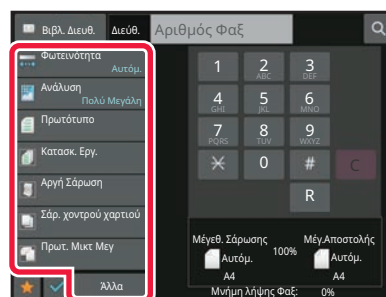 Βιβλ. Διευθ.
Διεύθ.
Αριθμός Φαξ
Φωτεινότητα
Αυτόμ.
Ανάλυση
Πολύ Μεγάλη
Πρωτότυπο
Κατασκ. Εργ.
Αργή Σάρωση
Σάρ. χοντρού χαρτιού
Πρωτ. Μικτ Μεγ
Άλλα
1 2 3
ABC DEF
4 5 6
GHI JKL MNO
7 8 9
PQRS TUV WXYZ
0 # C
R
Μέγεθ. Σάρωσης
Αυτόμ.
A4
100%
Μέγ.Αποστολής
Αυτόμ.
A4
Μνήμη λήψης Φαξ: 0%